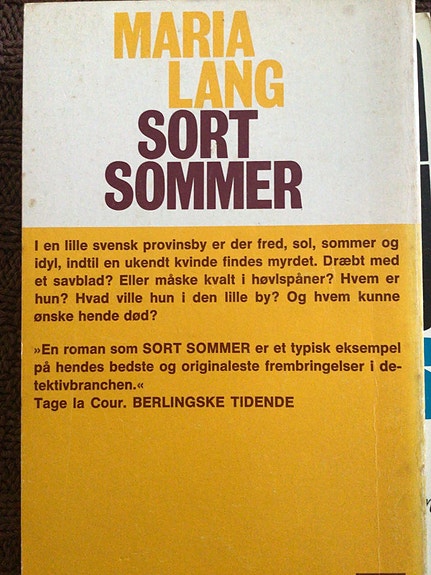 MARIA
LANG
SORT
SOMMER
I en lille svensk provinsby er der fred, sol, sommer og
idyl, indtil en ukendt kvinde findes myrdet. Dræbt med
et savblad? Eller måske kvalt i høvlspåner? Hvem er
hun? Hvad ville hun i den lille by? Og hvem kunne
ønske hende død?
»En roman som SORT SOMMER er et typisk eksempel
på hendes bedste og originaleste frembringelser i de-
tektivbranchen.«
Tage la Cour. BERLINGSKE TIDENDE